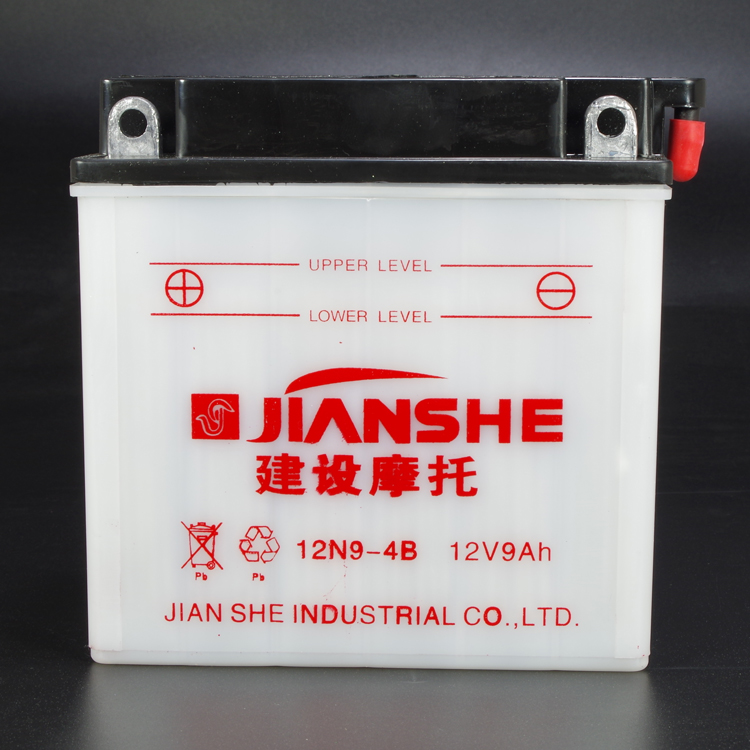 UPPER LEVEL
LOWER LEVEL
JIANSHE
建设摩托
Pb Pb 12N9-4B 12V9Ah
JIAN SHE INDUSTRIAL CO.,LTD.